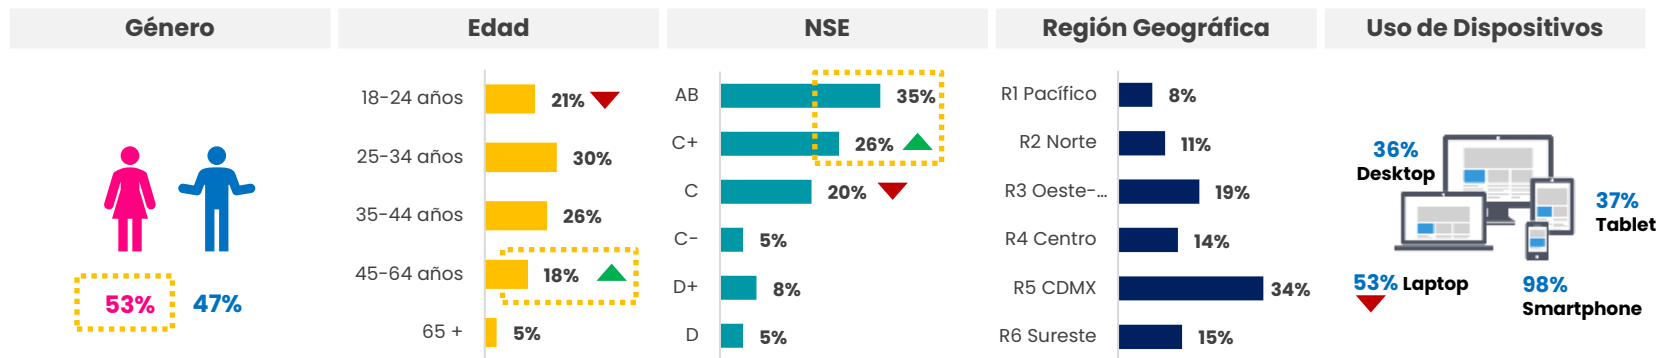 Género
53%
47%
Edad
18-24 años 21%
25-34 años 30%
35-44 años 26%
45-64 años 18%
65 + 5%
NSE
AB 35%
C+ 26%
C 20%
C- 5%
D+ 8%
D 5%
Región Geográfica
R1 Pacífico 8%
R2 Norte 11%
R3 Oeste-... 19%
R4 Centro 14%
R5 CDMX 34%
R6 Sureste 15%
Uso de Dispositivos
36%
Desktop
37%
Tablet
53% Laptop
98%
Smartphone